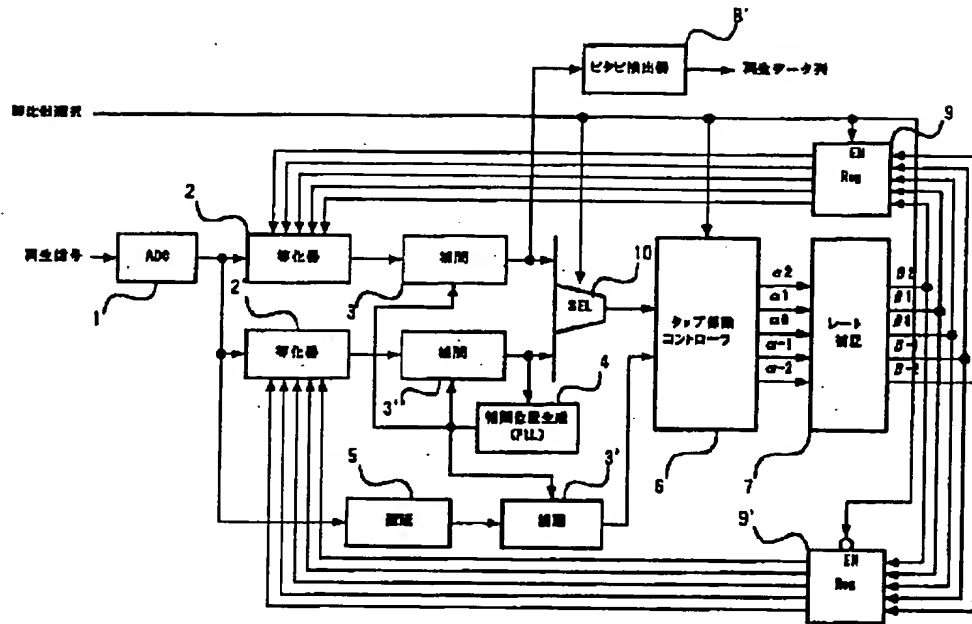 8'
ビタビ検出器
再生データ列
9
EN
Reg
2
再生信号
ADC
等化器
補間
10
1
3
SEL
α2
β2
2'
α1
β1
タップ係数
コントローラ
α0
レート
補正
β0
等化器
補間
α-1
β-1
4
α-2
β-2
3''
補間位置生成
(PLL)
5
3'
6
7
遅延
補間
9'
EN
Reg